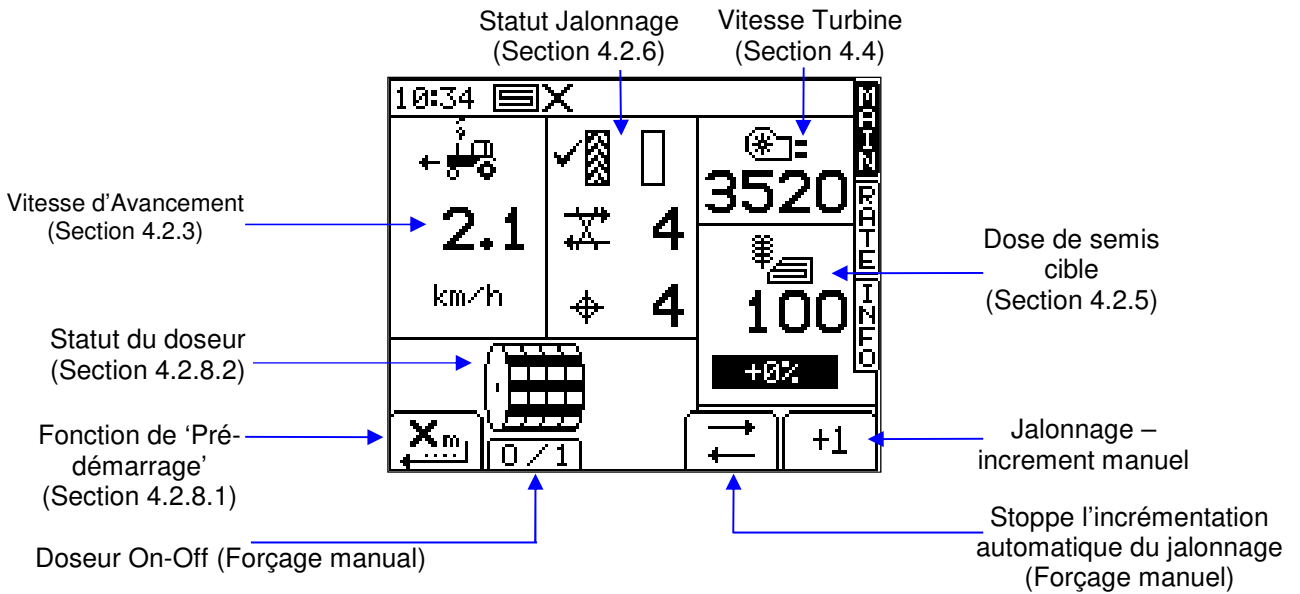 Statut Jalonnage
(Section 4.2.6)
Vitesse Turbine
(Section 4.4)
10:34
MAIN
RATE
INFO
Vitesse d’Avancement
(Section 4.2.3)
2.1
km/h
4
4
3520
100
+0%
Dose de semis
cible
(Section 4.2.5)
Statut du doseur
(Section 4.2.8.2)
Fonction de ‘Pré-
démarrage’
(Section 4.2.8.1)
X m
0/1
+1
Jalonnage –
increment manuel
Doseur On-Off (Forçage manual)
Stoppe l’incrémentation
automatique du jalonnage
(Forçage manuel)